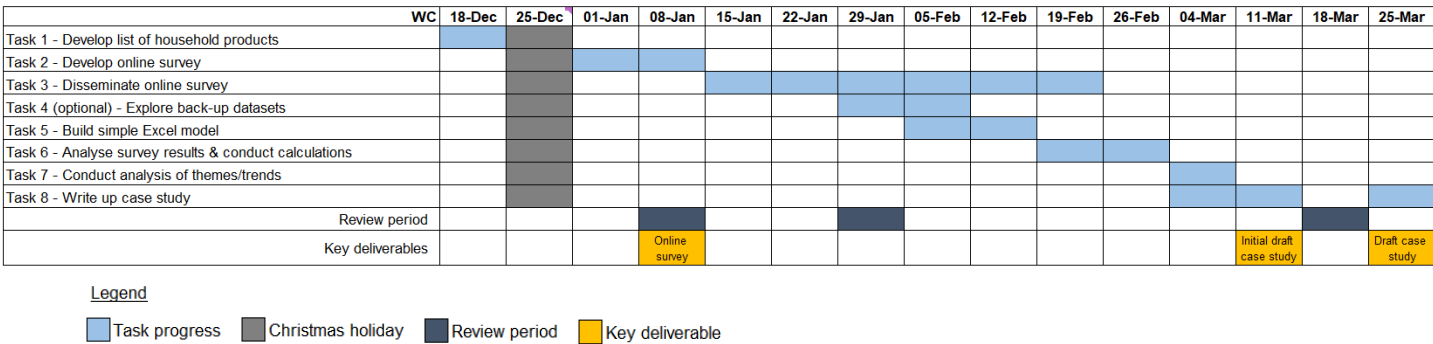 WC 18-Dec 25-Dec 01-Jan 08-Jan 15-Jan 22-Jan 29-Jan 05-Feb 12-Feb 19-Feb 26-Feb 04-Mar 11-Mar 18-Mar 25-Mar
Task 1 - Develop list of household products
Task 2 - Develop online survey
Task 3 - Disseminate online survey
Task 4 (optional) - Explore back-up datasets
Task 5 - Build simple Excel model
Task 6 - Analyse survey results & conduct calculations
Task 7 - Conduct analysis of themes/trends
Task 8 - Write up case study
Review period
Key deliverables
Online
survey
Initial draft
case study
Draft case
study
Legend
Task progress Christmas holiday Review period Key deliverable